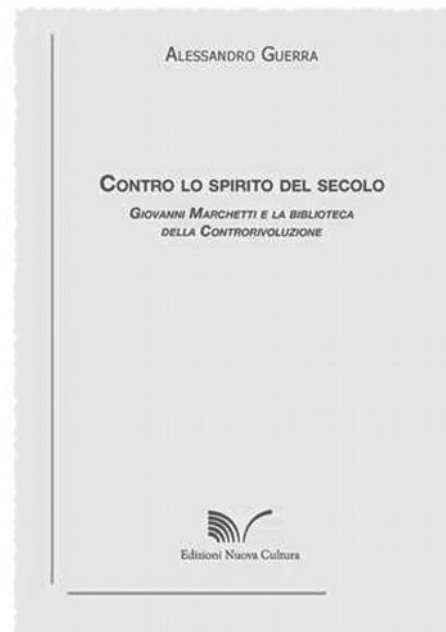 ALESSANDRO GUERRA
CONTRO LO SPIRITO DEL SECOLO
GIOVANNI MARCHETTI E LA BIBLIOTECA
DELLA CONTRORIVOLUZIONE
Edizioni Nuova Cultura